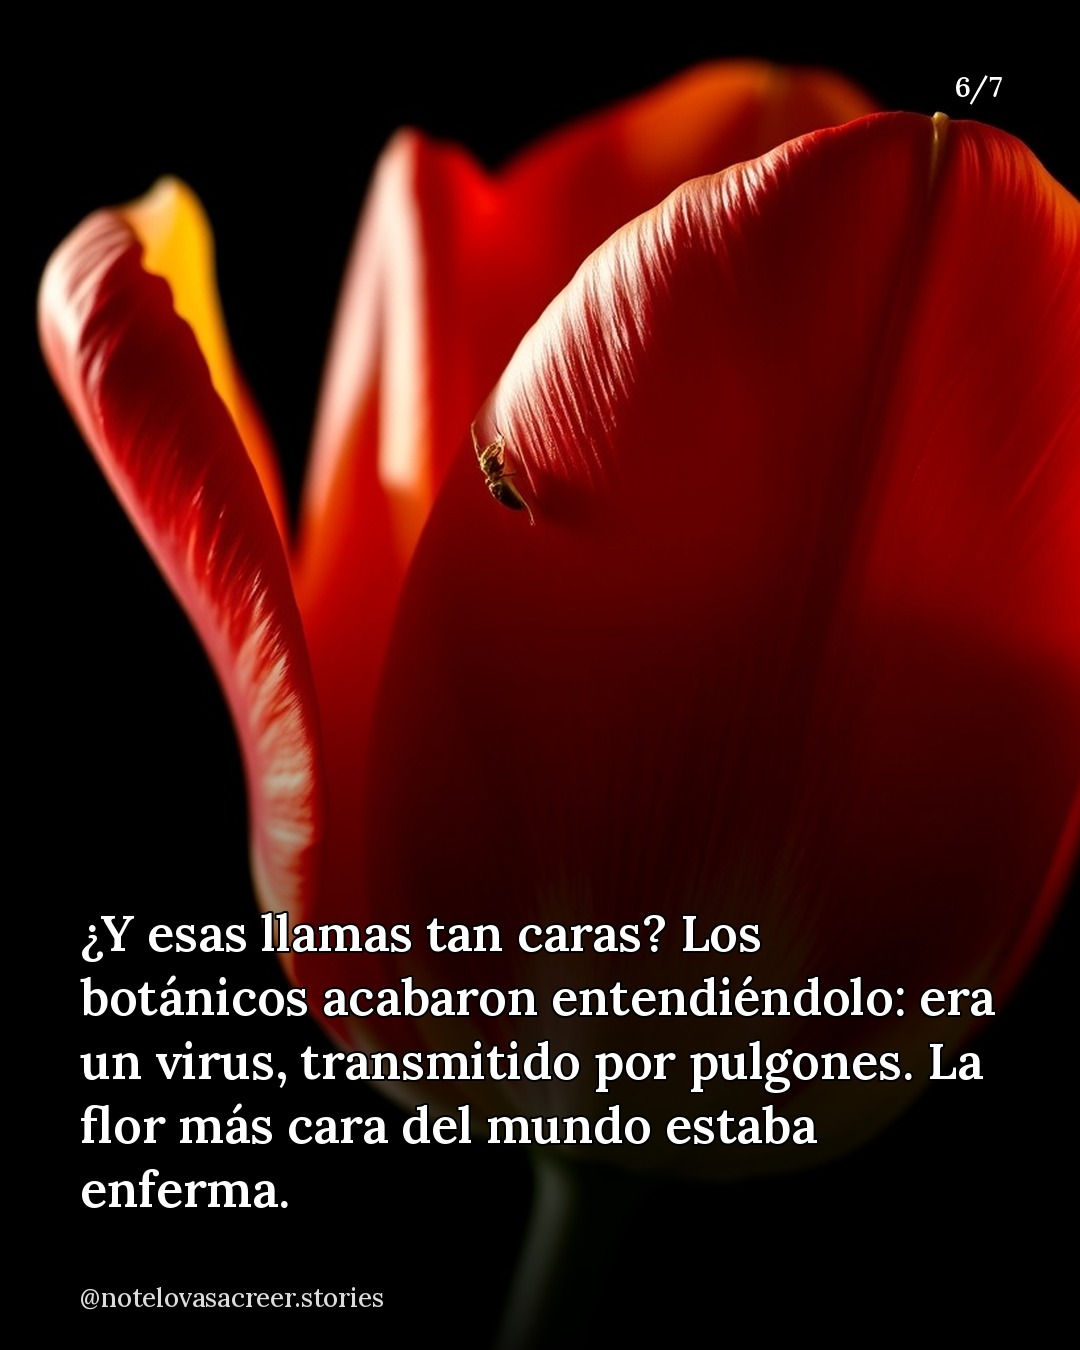 6/7
¿Y esas llamas tan caras? Los
botánicos acabaron entendiéndolo: era
un virus, transmitido por pulgones. La
flor más cara del mundo estaba
enferma.
@notelovasacreer.stories